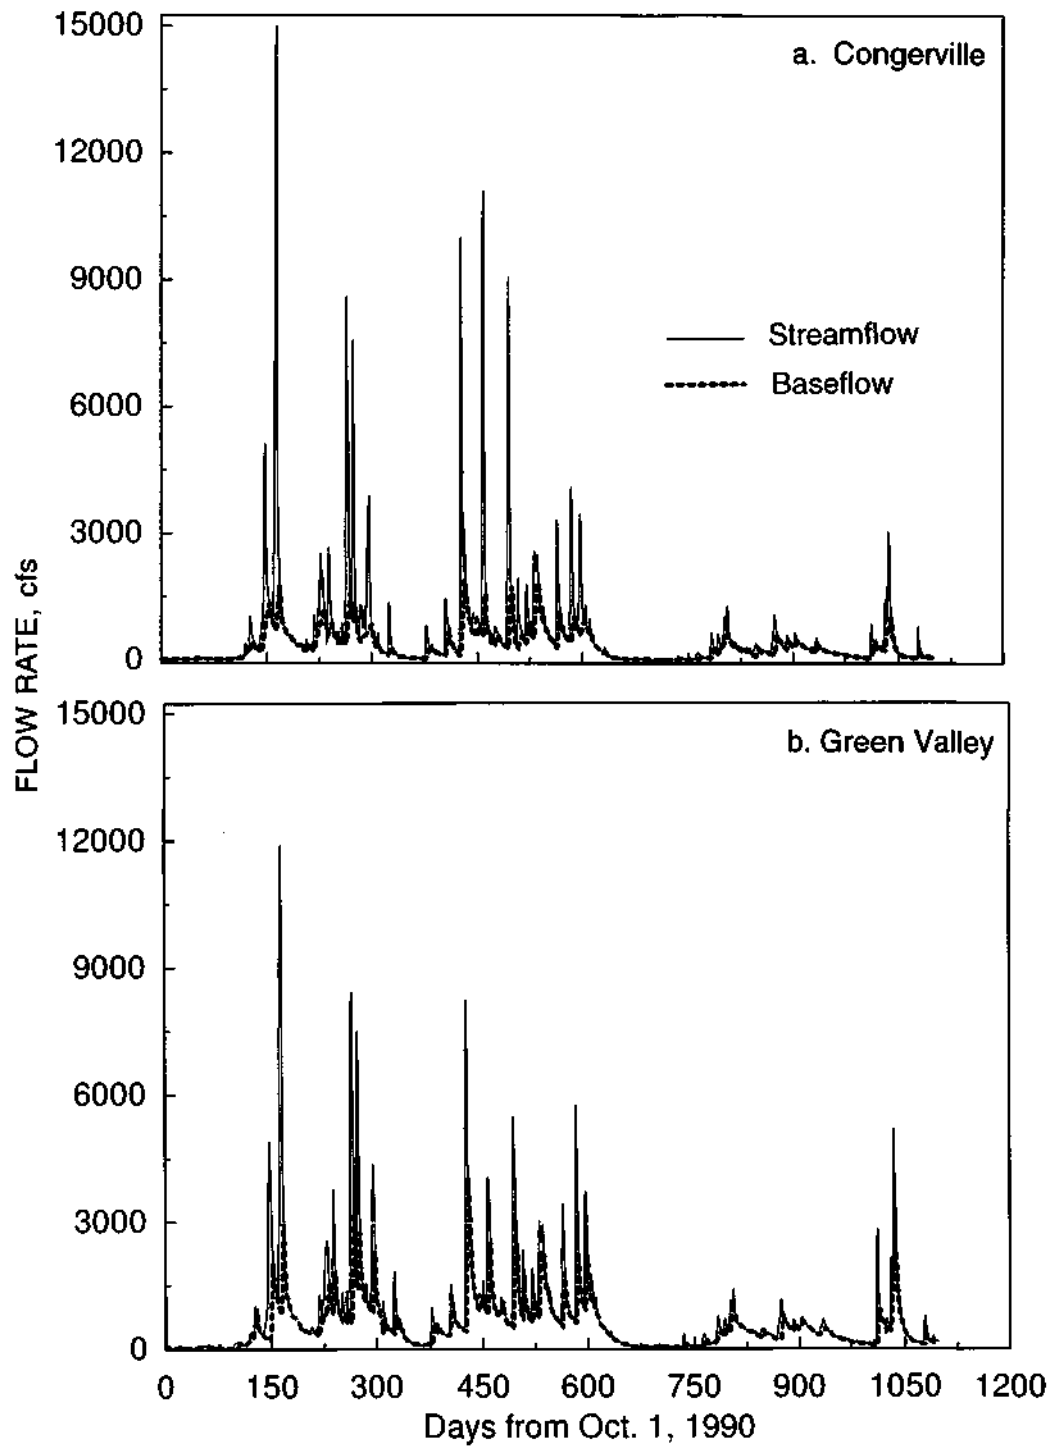 15000
12000
9000
6000
3000
0
a. Congerville
Streamflow
Baseflow
FLOW RATE, cfs
15000
12000
9000
6000
3000
0
b. Green Valley
0 150 300 450 600 750 900 1050 1200
Days from Oct. 1, 1990